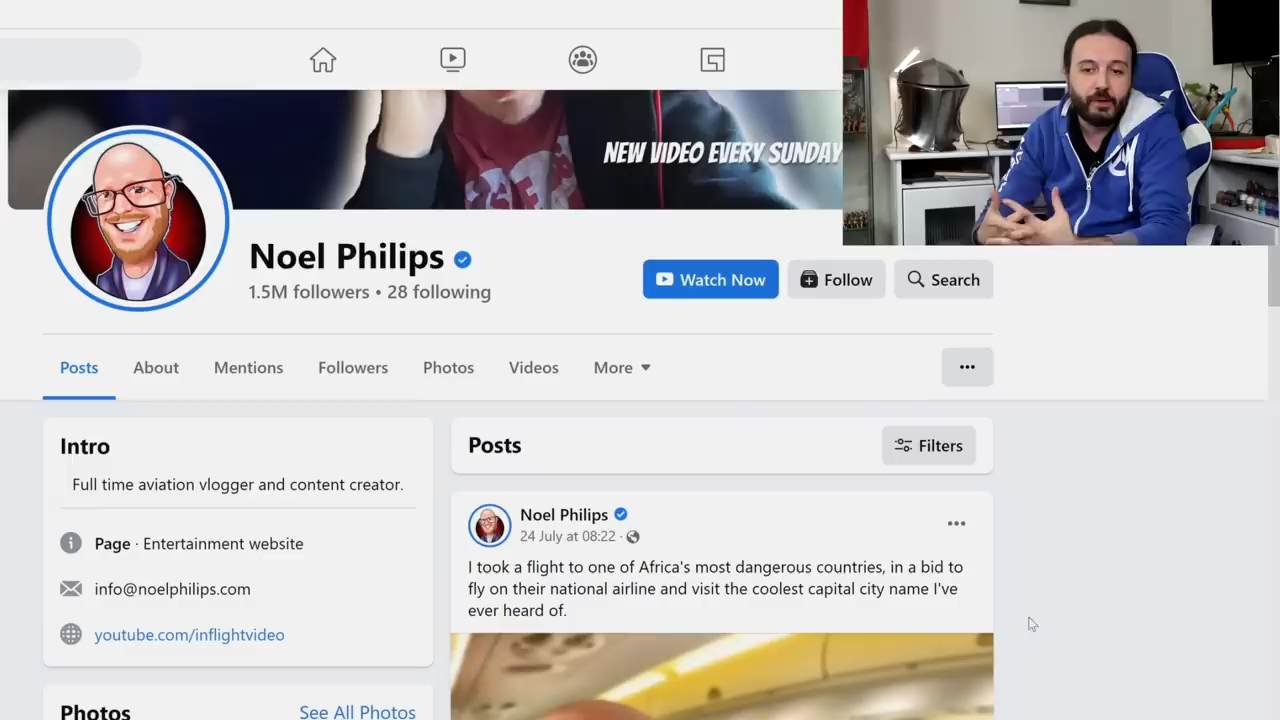 NEW VIDEO EVERY SUNDAY
Noel Philips
1.5M followers • 28 following
Watch Now
Follow
Search
Posts
About
Mentions
Followers
Photos
Videos
More
Intro
Full time aviation vlogger and content creator.
Page · Entertainment website
info@noelphilips.com
youtube.com/inflightvideo
Photos
See All Photos
Posts
Filters
Noel Philips
24 July at 08:22 ·
I took a flight to one of Africa's most dangerous countries, in a bid to
fly on their national airline and visit the coolest capital city name I've
ever heard of.